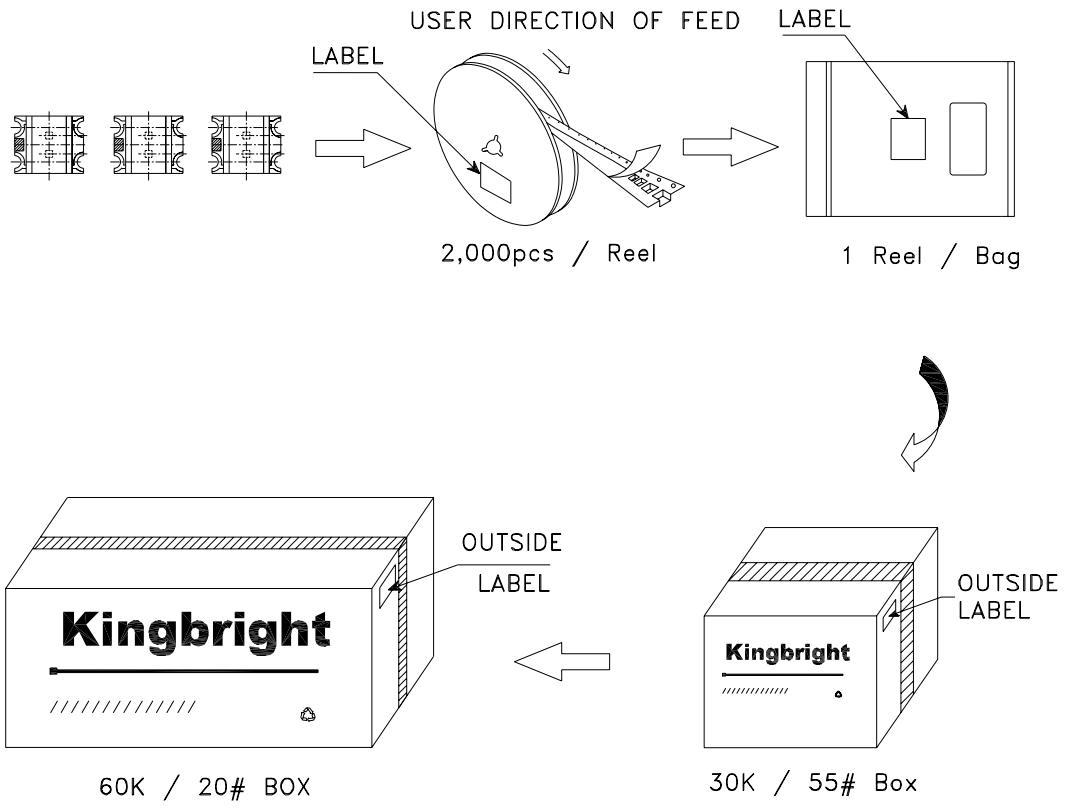 USER DIRECTION OF FEED
LABEL
LABEL
2,000pcs / Reel
1 Reel / Bag
OUTSIDE
LABEL
Kingbright
60K / 20# BOX
OUTSIDE
LABEL
Kingbright
30K / 55# Box